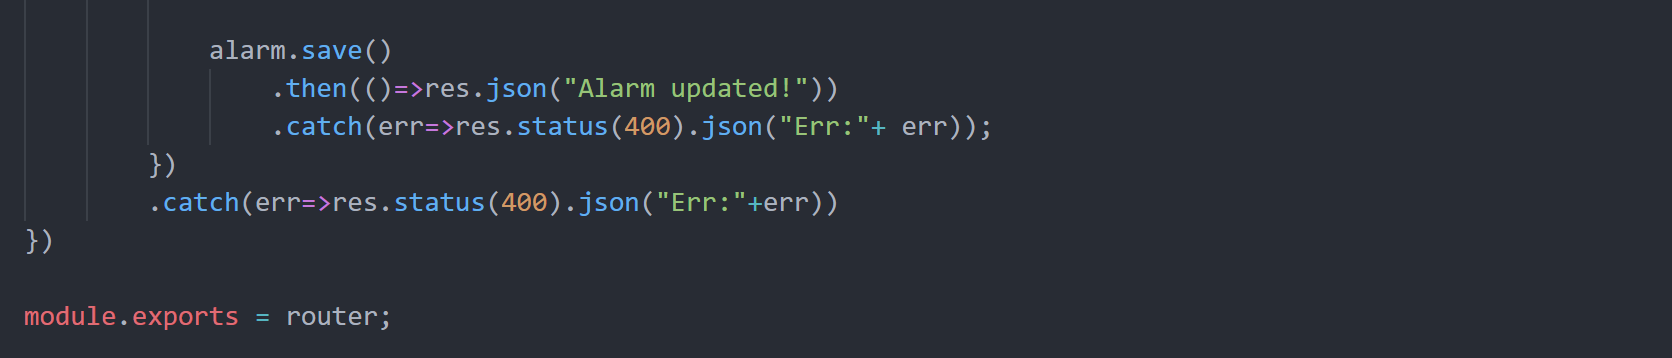 alarm.save()
.then(()=>res.json("Alarm updated!"))
.catch(err=>res.status(400).json("Err:"+ err));
})
.catch(err=>res.status(400).json("Err:"+err))
})
module.exports = router;